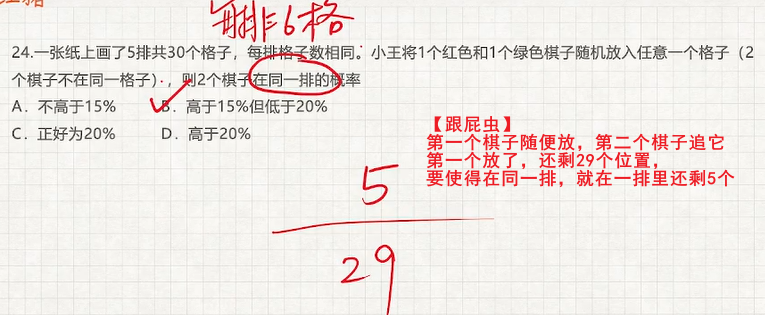 每排6格
24.一张纸上画了5排共30个格子，每排格子数相同。小王将1个红色和1个绿色棋子随机放入任意一个格子（2
个棋子不在同一格子），则2个棋子在同一排的概率
A．不高于15% B．高于15%但低于20%
C．正好为20% D．高于20%
【跟屁虫】
第一个棋子随便放，第二个棋子追它
第一个放了，还剩29个位置，
要使得在同一排，就在一排里还剩5个
5
29